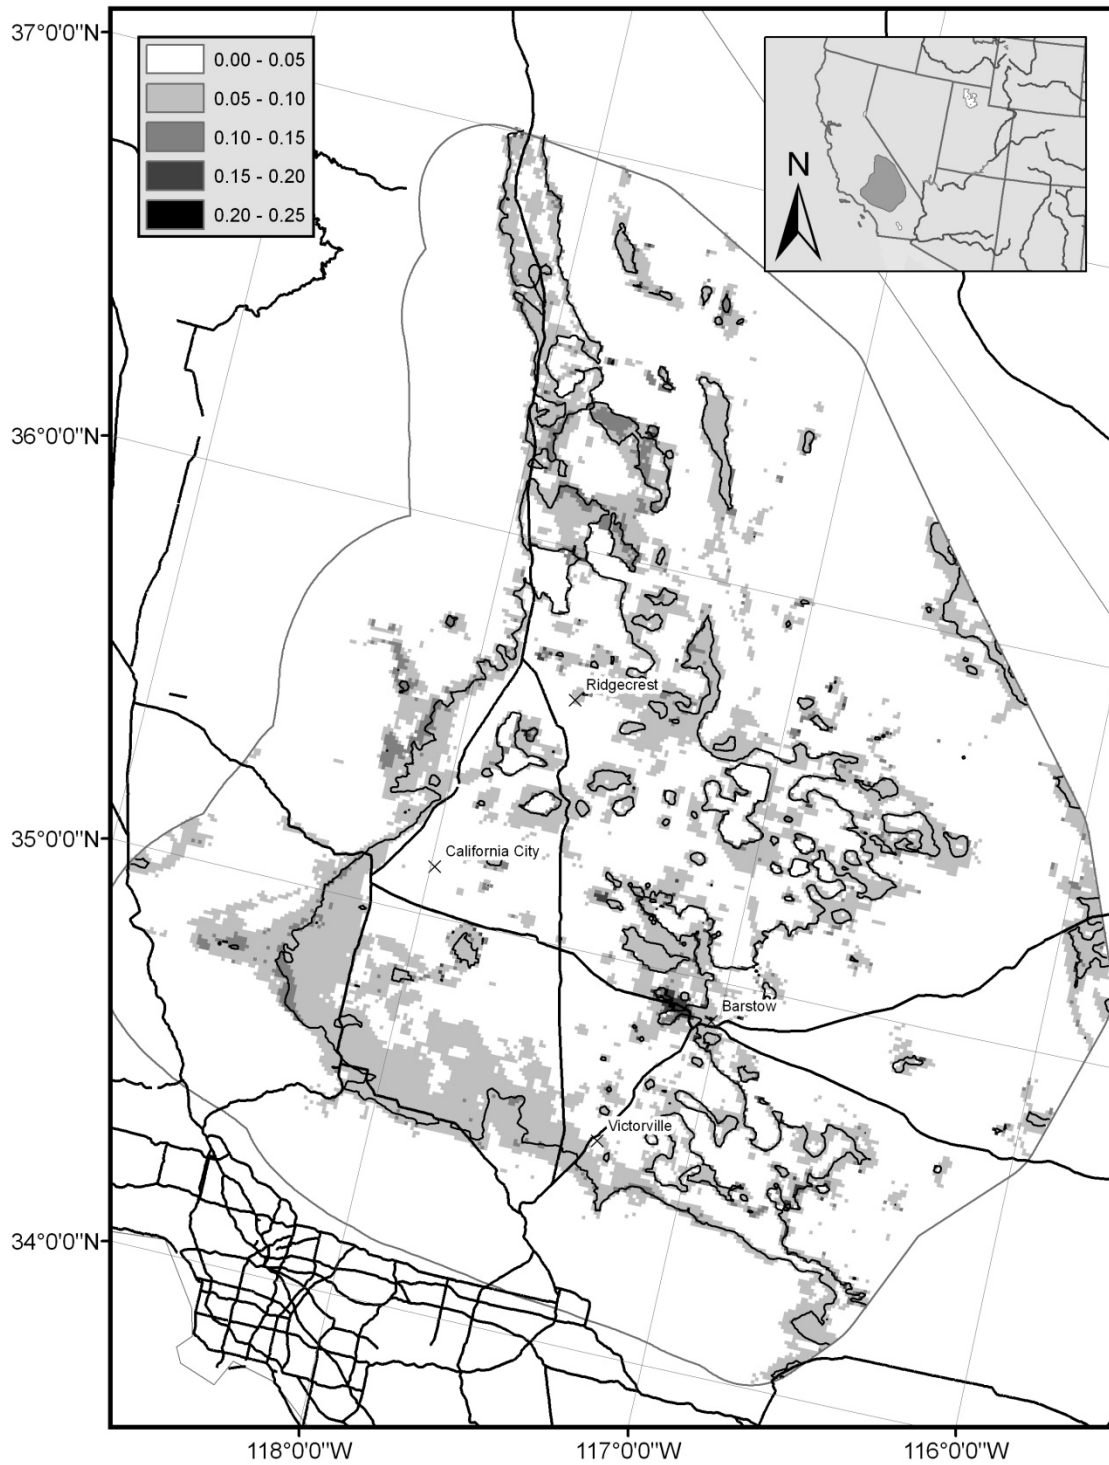 37°0'0"N
0.00 - 0.05
0.05 - 0.10
0.10 - 0.15
0.15 - 0.20
0.20 - 0.25
N
36°0'0"N
Ridgecrest
35°0'0"N
California City
Barstow
Victorville
34°0'0"N
118°0'0"W
117°0'0"W
116°0'0"W